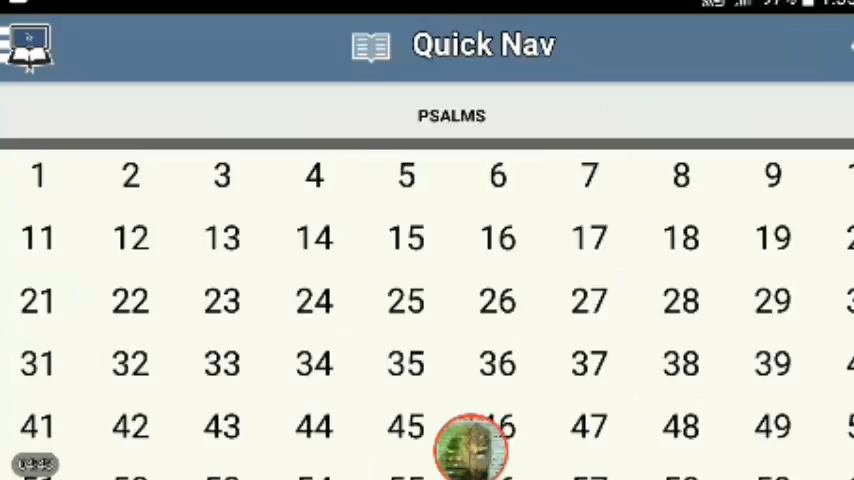 Quick Nav
PSALMS
1 2 3 4 5 6 7 8 9
11 12 13 14 15 16 17 18 19
21 22 23 24 25 26 27 28 29
31 32 33 34 35 36 37 38 39
41 42 43 44 45 46 47 48 49